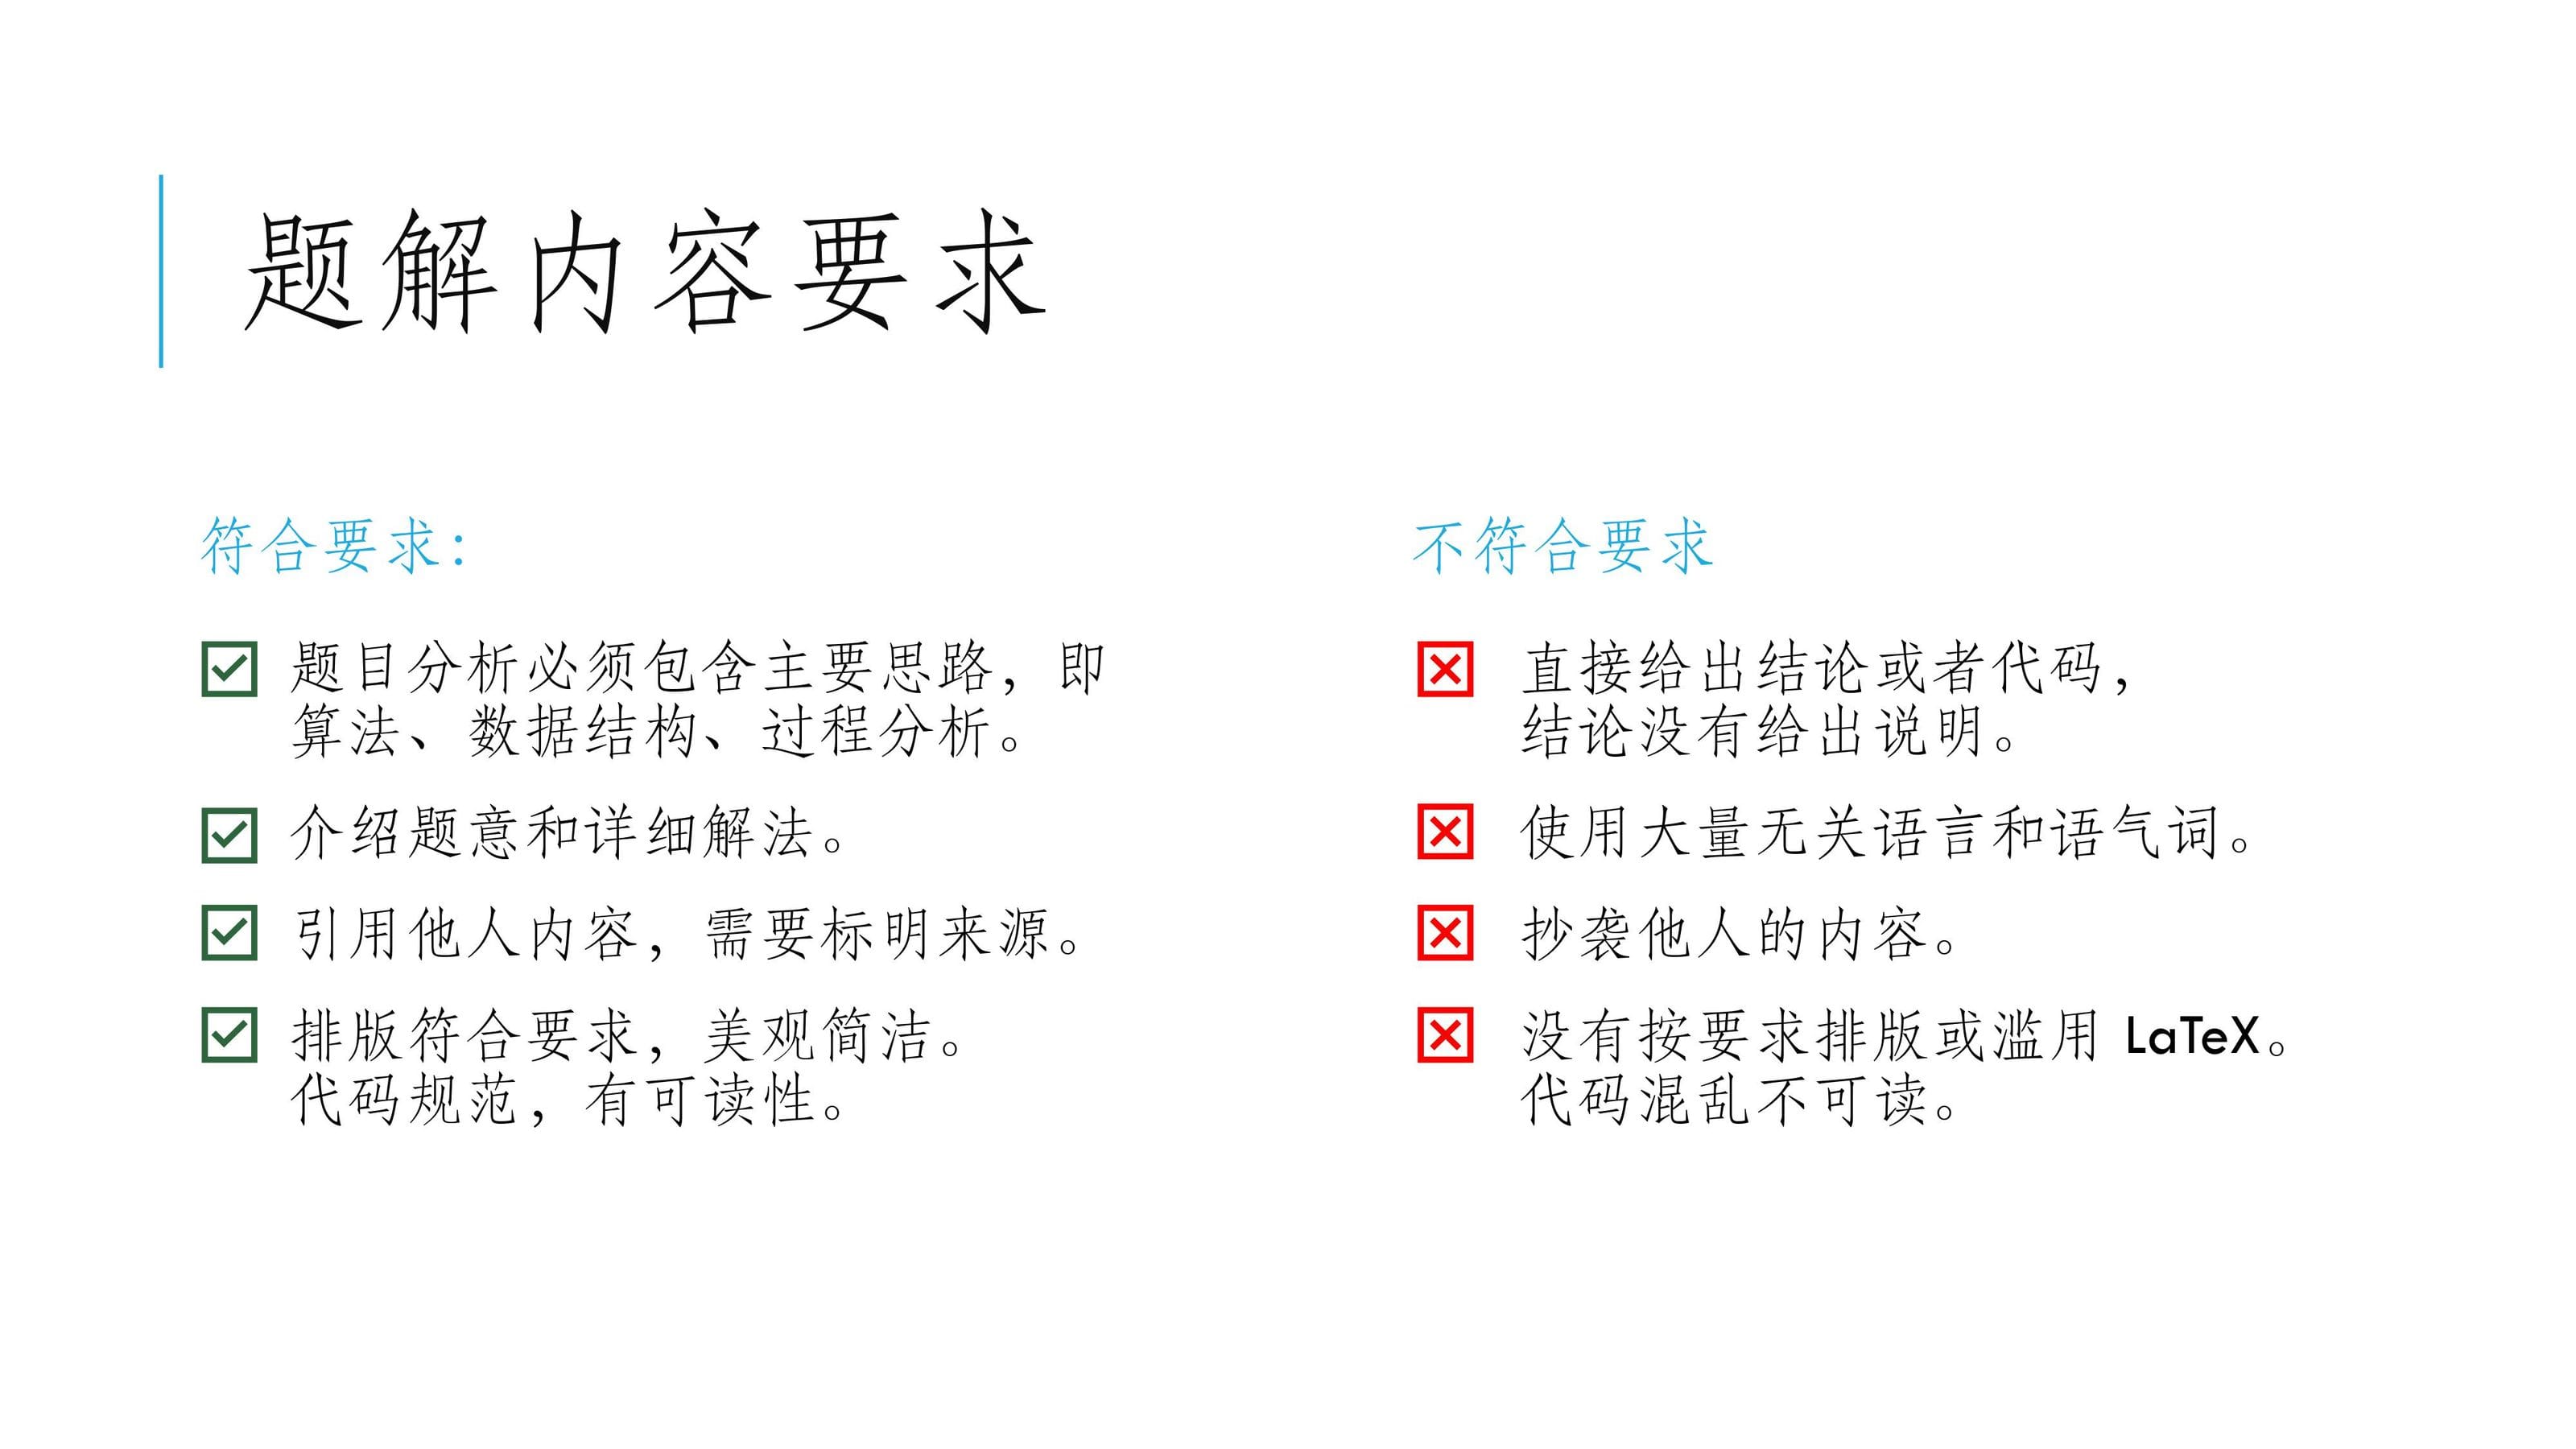 题解内容要求
符合要求：
题目分析必须包含主要思路，即
算法、数据结构、过程分析。
介绍题意和详细解法。
引用他人内容，需要标明来源。
排版符合要求，美观简洁。
代码规范，有可读性。
不符合要求
直接给出结论或者代码，
结论没有给出说明。
使用大量无关语言和语气词。
抄袭他人的内容。
没有按要求排版或滥用 LaTeX。
代码混乱不可读。